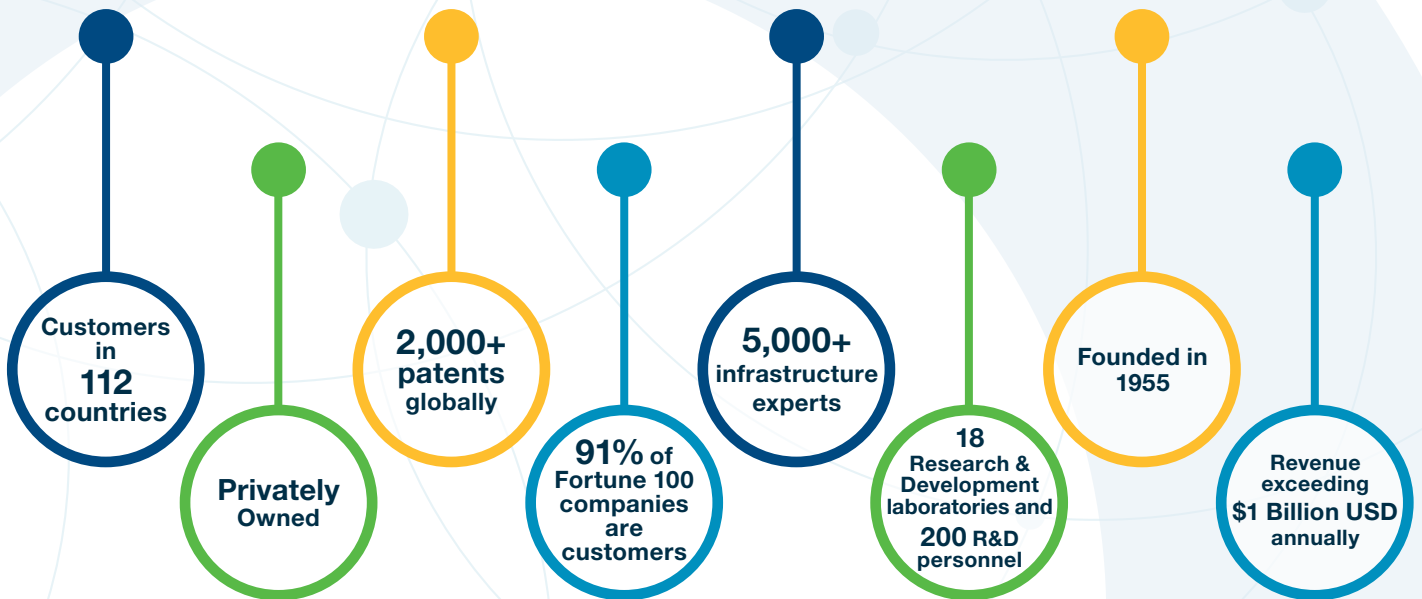 Customers
in
112
countries
Privately
Owned
2,000+
patents
globally
91% of
Fortune 100
companies
are
customers
5,000+
infrastructure
experts
18
Research &
Development
laboratories and
200 R&D
personnel
Founded in
1955
Revenue
exceeding
$1 Billion USD
annually